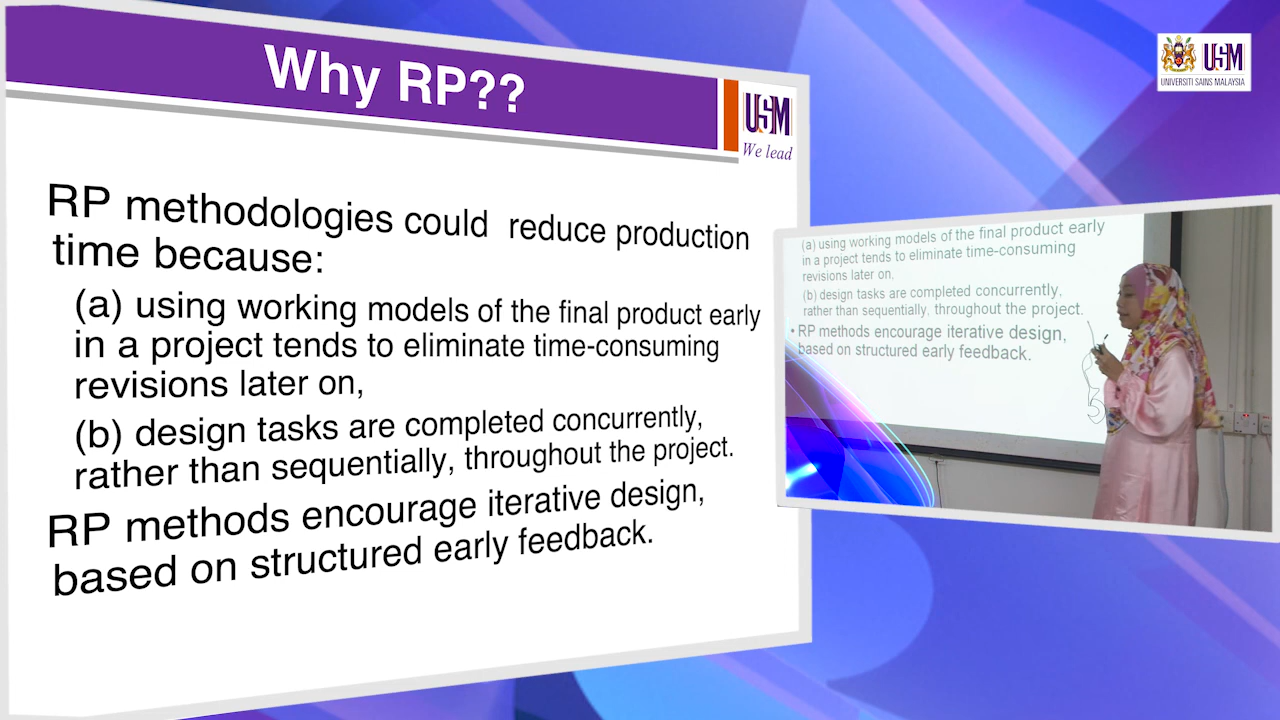 Why RP??
USM
We lead
RP methodologies could reduce production
time because:
(a) using working models of the final product early
in a project tends to eliminate time-consuming
revisions later on,
(b) design tasks are completed concurrently,
rather than sequentially, throughout the project.
RP methods encourage iterative design,
based on structured early feedback.
USM
UNIVERSITI SAINS MALAYSIA
(a) using working models of the final product early
in a project tends to eliminate time-consuming
revisions later on,
(b) design tasks are completed concurrently,
rather than sequentially, throughout the project.
• RP methods encourage iterative design,
based on structured early feedback.